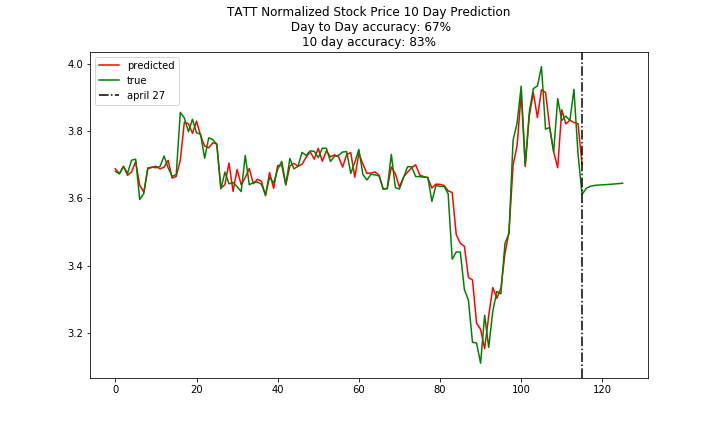 TATT Normalized Stock Price 10 Day Prediction
Day to Day accuracy: 67%
10 day accuracy: 83%
predicted
true
april 27
4.0
3.8
3.6
3.4
3.2
0 20 40 60 80 100 120